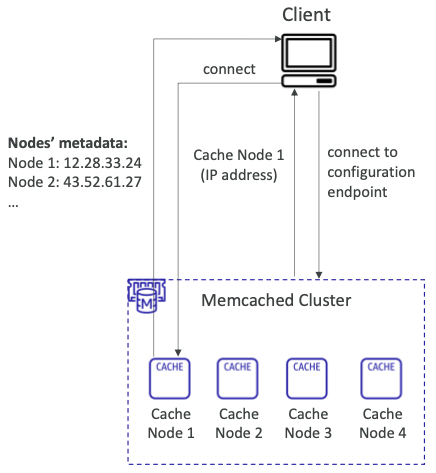 Client
connect
Nodes' metadata:
Node 1: 12.28.33.24
Node 2: 43.52.61.27
...
Cache Node 1
(IP address)
connect to
configuration
endpoint
M
Memcached Cluster
CACHE
CACHE
CACHE
CACHE
Cache
Node 1
Cache
Node 2
Cache
Node 3
Cache
Node 4